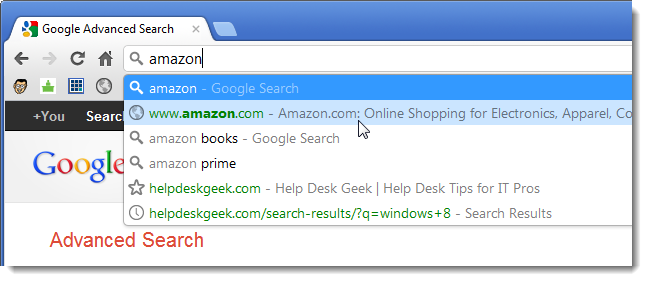 Google Advanced Search
amazon
amazon - Google Search
www.amazon.com - Amazon.com: Online Shopping for Electronics, Apparel, Co
amazon books - Google Search
amazon prime
helpdeskgeek.com - Help Desk Geek | Help Desk Tips for IT Pros
helpdeskgeek.com/search-results/?q=windows+8 - Search Results
+You Searc
Google
Advanced Search